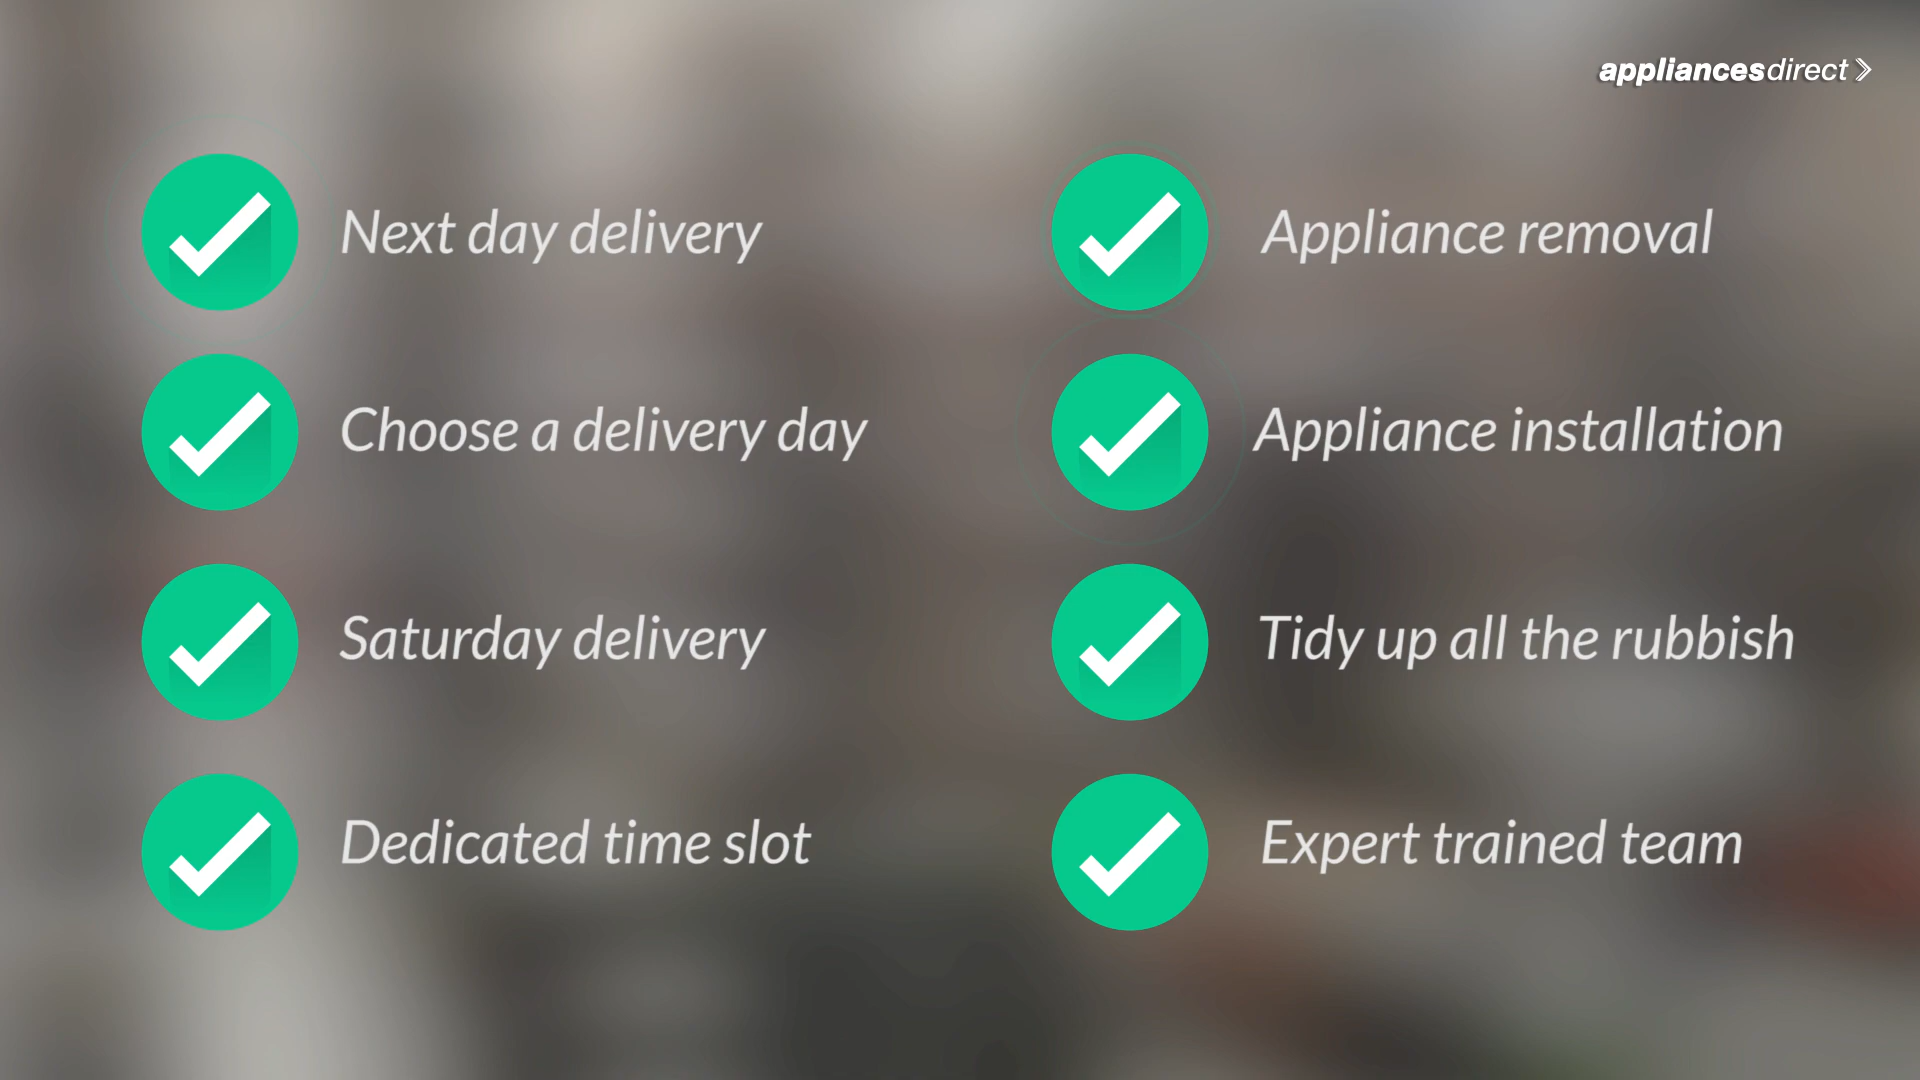 appliancesdirect
Next day delivery
Choose a delivery day
Saturday delivery
Dedicated time slot
Appliance removal
Appliance installation
Tidy up all the rubbish
Expert trained team